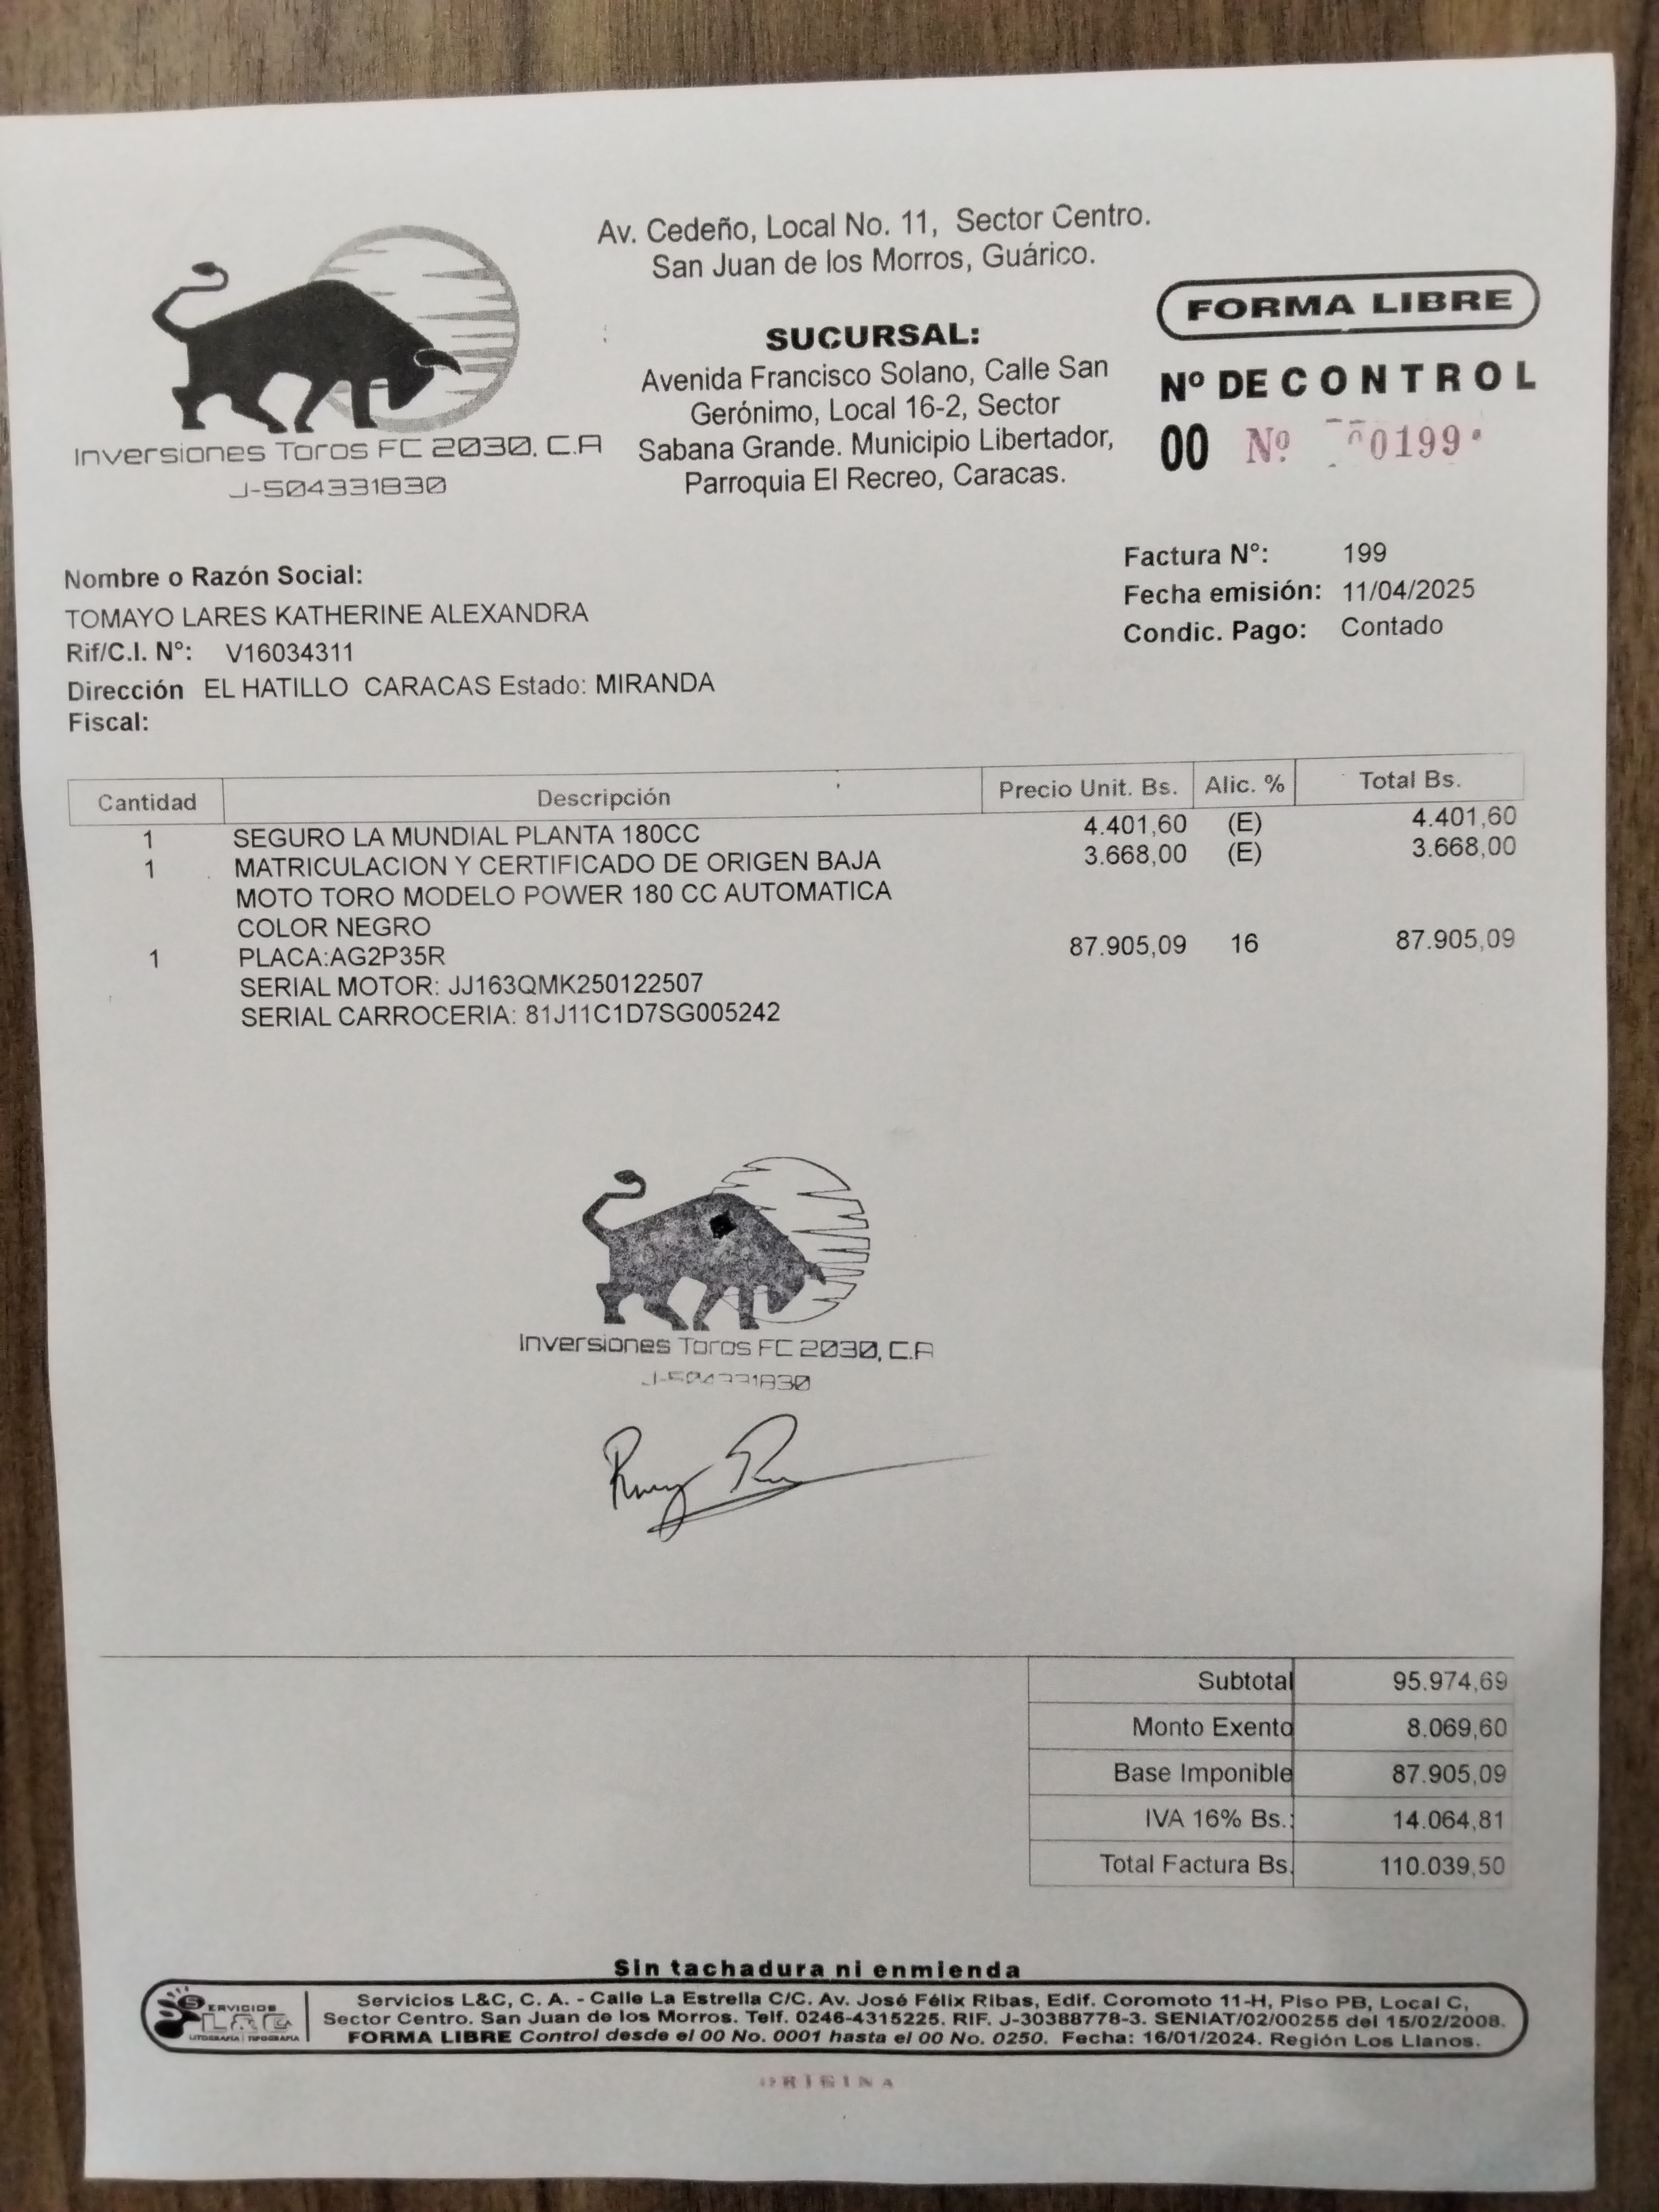 Av. Cedeño, Local No. 11, Sector Centro.
San Juan de los Morros, Guárico.
SUCURSAL:
Avenida Francisco Solano, Calle San
Gerónimo, Local 16-2, Sector
Sabana Grande. Municipio Libertador,
Parroquia El Recreo, Caracas.
Inversiones Toros FC 2030. C.A
J-504331830
FORMA LIBRE
Nº DE CONTROL
00 Nº 0199
Factura N°: 199
Fecha emisión: 11/04/2025
Condic. Pago: Contado
Nombre o Razón Social:
TOMAYO LARES KATHERINE ALEXANDRA
Rif/C.I. N°: V16034311
Dirección EL HATILLO CARACAS Estado: MIRANDA
Fiscal:
Cantidad Descripción Precio Unit. Bs. Alic. % Total Bs.
1 SEGURO LA MUNDIAL PLANTA 180CC 4.401,60 (E) 4.401,60
1 MATRICULACION Y CERTIFICADO DE ORIGEN BAJA 3.668,00 (E) 3.668,00
MOTO TORO MODELO POWER 180 CC AUTOMATICA
COLOR NEGRO
1 PLACA:AG2P35R 87.905,09 16 87.905,09
SERIAL MOTOR: JJ163QMK250122507
SERIAL CARROCERIA: 81J11C1D7SG005242
Inversiones Toros FC 2030, C.A
Subtotal 95.974,69
Monto Exento 8.069,60
Base Imponible 87.905,09
IVA 16% Bs.: 14.064,81
Total Factura Bs. 110.039,50
Sin tachadura ni enmienda
SERVICIOS
L&C CA
LITOGRAFÍA | TIPOGRAFIA
Servicios L&C, C. A. - Calle La Estrella C/C. Av. José Félix Ribas, Edif. Coromoto 11-H, Piso PB, Local C,
Sector Centro. San Juan de los Morros. Telf. 0246-4315225. RIF. J-30388778-3. SENIAT/02/00255 del 15/02/2008.
FORMA LIBRE Control desde el 00 No. 0001 hasta el 00 No. 0250. Fecha: 16/01/2024. Región Los Llanos.
ORIGINA